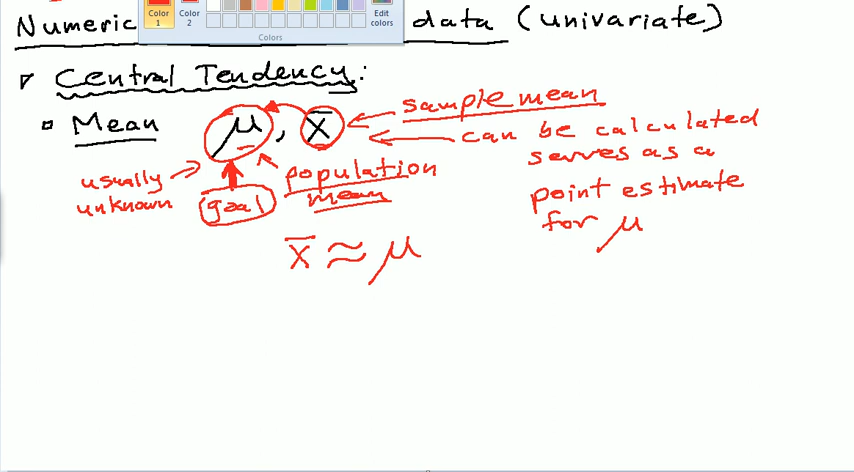 Numeric data (univariate)
Color 1
Color 2
Edit colors
Colors
Central Tendency:
Mean μ, x̄
sample mean
can be calculated
serves as a
point estimate
for μ
usually
unknown
goal
population
mean
x̄ ≈ μ